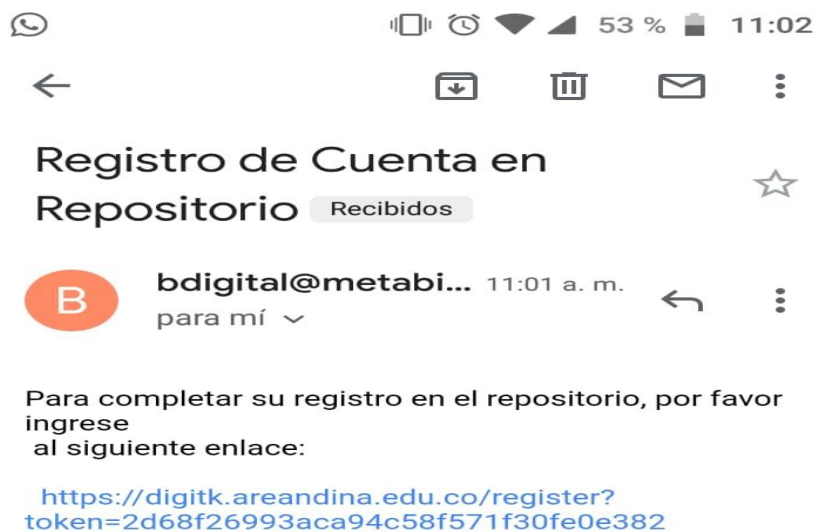 53 % 11:02
Registro de Cuenta en
Repositorio Recibidos
B bdigital@metabi... 11:01 a. m.
para mí
Para completar su registro en el repositorio, por favor
ingrese
al siguiente enlace:
https://digitk.areandina.edu.co/register?
token=2d68f26993aca94c58f571f30fe0e382